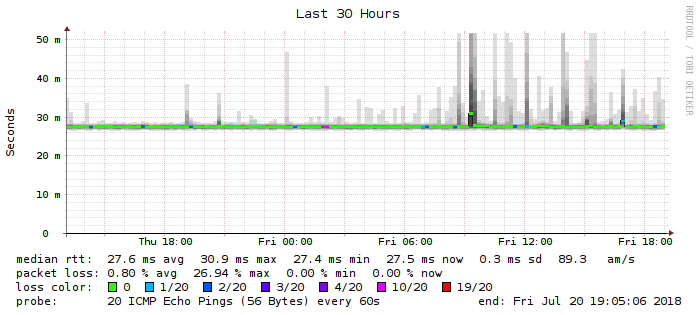 Last 30 Hours
RRDTOOL / TOBI OETIKER
Seconds
50 m
40 m
30 m
20 m
10 m
0
Thu 18:00 Fri 00:00 Fri 06:00 Fri 12:00 Fri 18:00
median rtt: 27.6 ms avg 30.9 ms max 27.4 ms min 27.5 ms now 0.3 ms sd 89.3 am/s
packet loss: 0.80 % avg 26.94 % max 0.00 % min 0.00 % now
loss color: 0 1/20 2/20 3/20 4/20 10/20 19/20
probe: 20 ICMP Echo Pings (56 Bytes) every 60s end: Fri Jul 20 19:05:06 2018